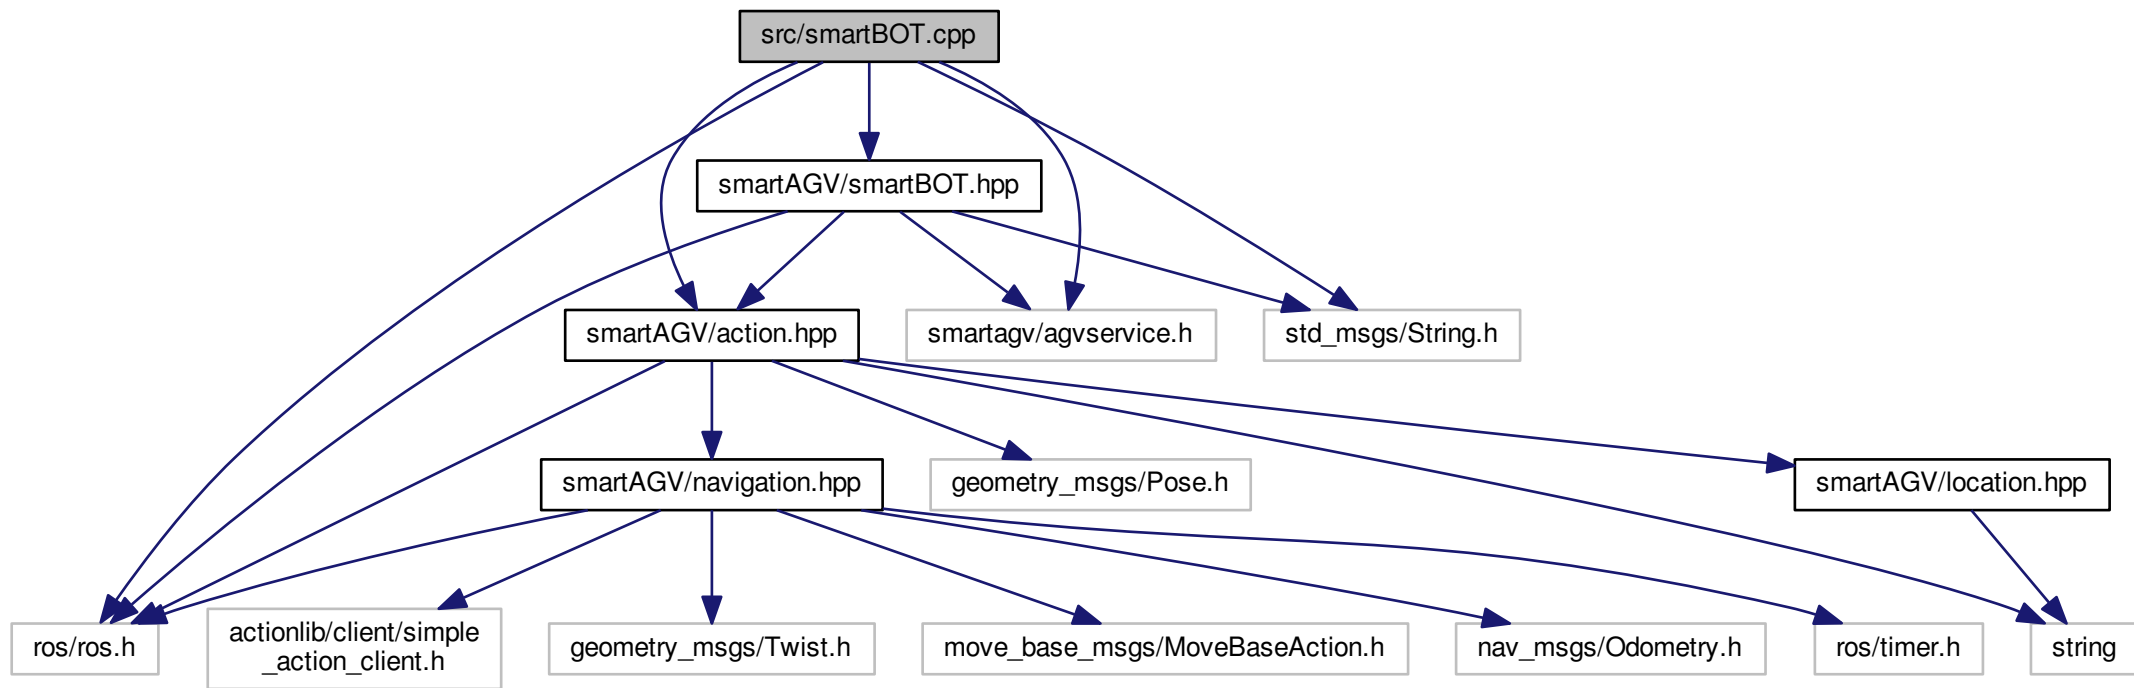 src/smartBOT.cpp
smartAGV/smartBOT.hpp
smartAGV/action.hpp
smartagv/agvservice.h
std_msgs/String.h
smartAGV/navigation.hpp
geometry_msgs/Pose.h
smartAGV/location.hpp
ros/ros.h
actionlib/client/simple
_action_client.h
geometry_msgs/Twist.h
move_base_msgs/MoveBaseAction.h
nav_msgs/Odometry.h
ros/timer.h
string